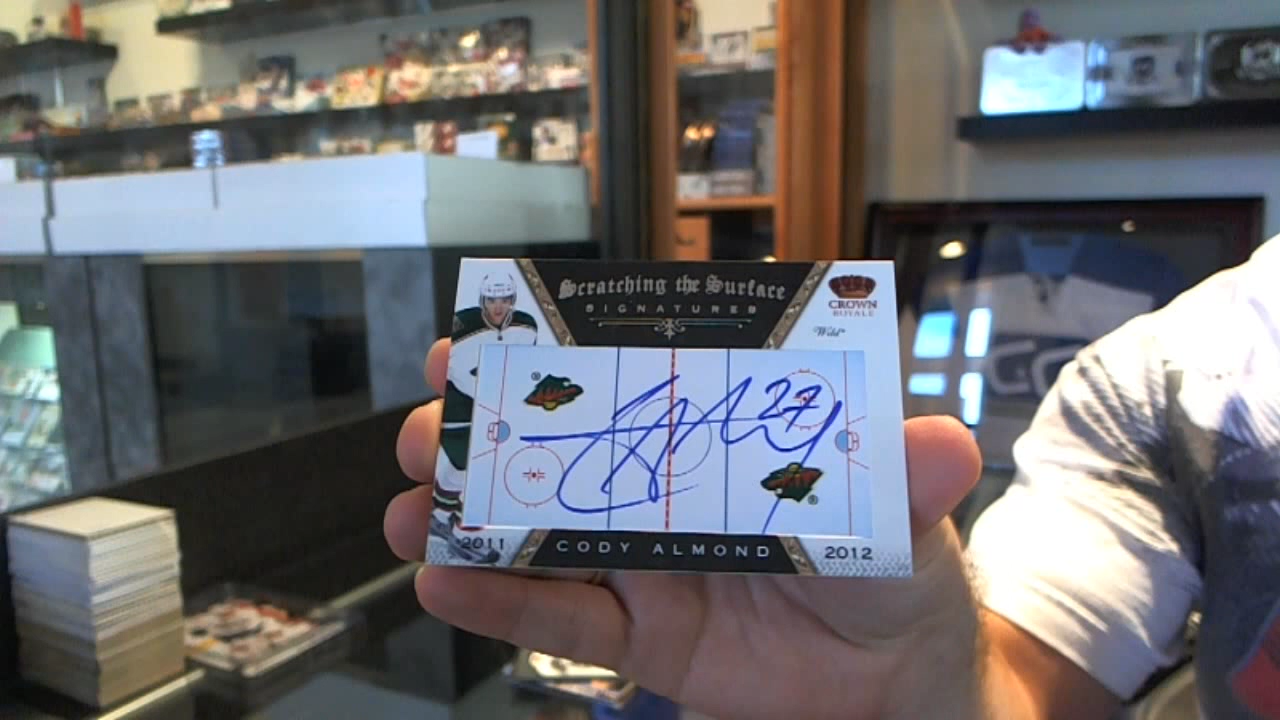 Scratching the Surface
SIGNATURES
CROWN
ROYALE
Wild
27
2011
CODY ALMOND
2012